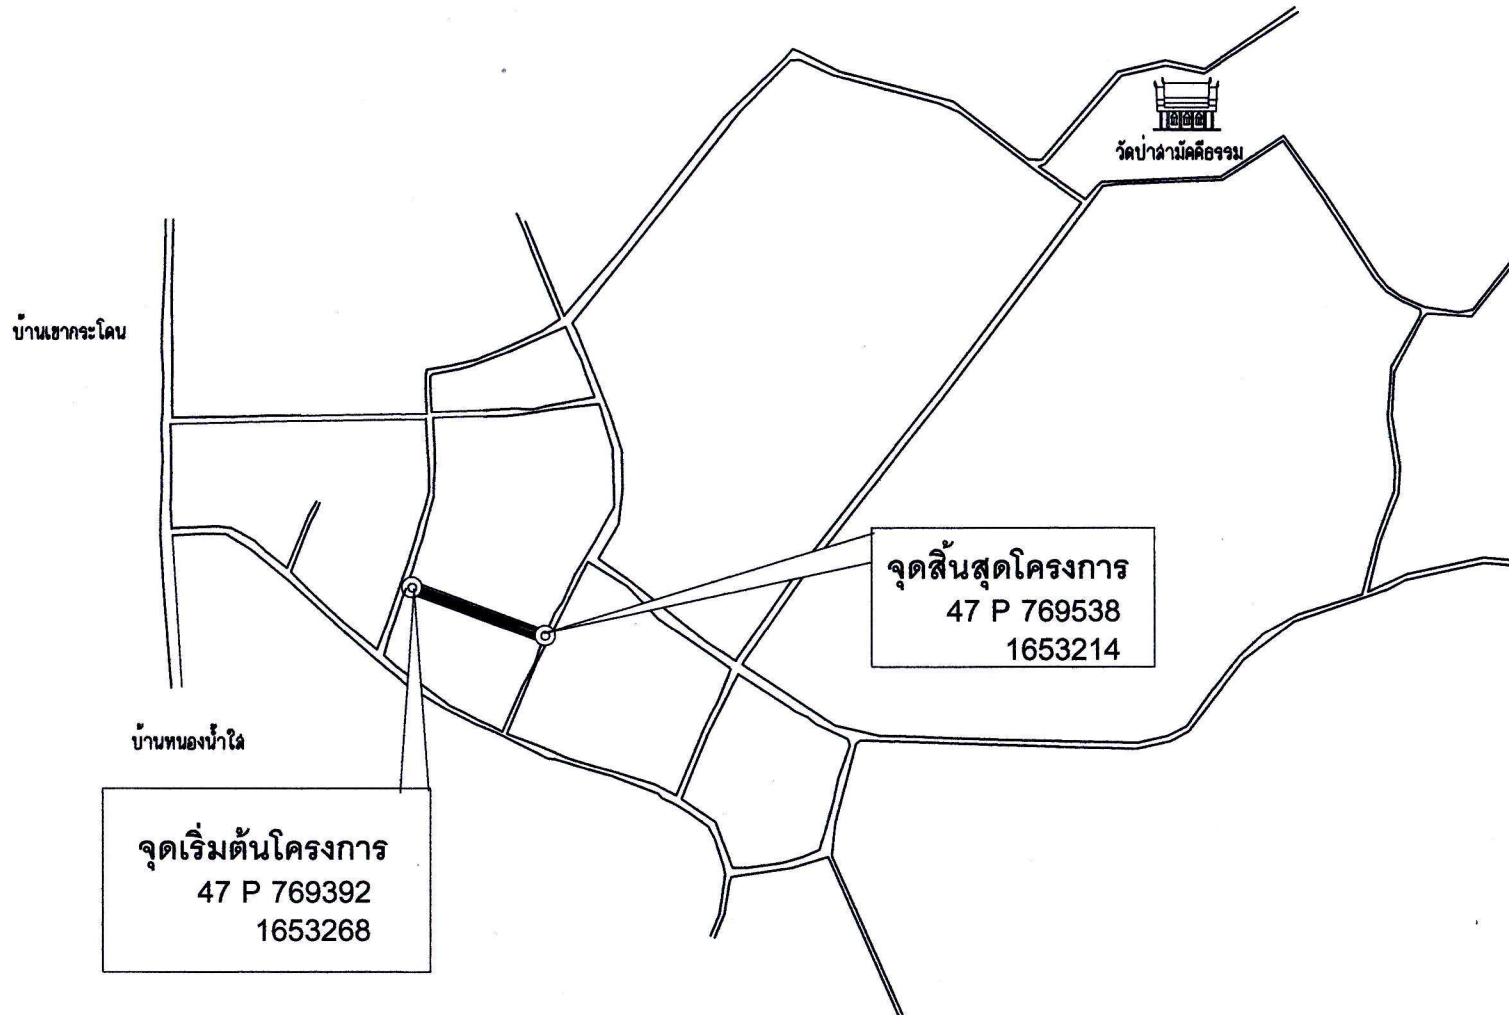 วัดป่าสามัคคีธรรม
บ้านเขากระโดน
จุดสิ้นสุดโครงการ
47 P 769538
1653214
บ้านหนองน้ำใส
จุดเริ่มต้นโครงการ
47 P 769392
1653268